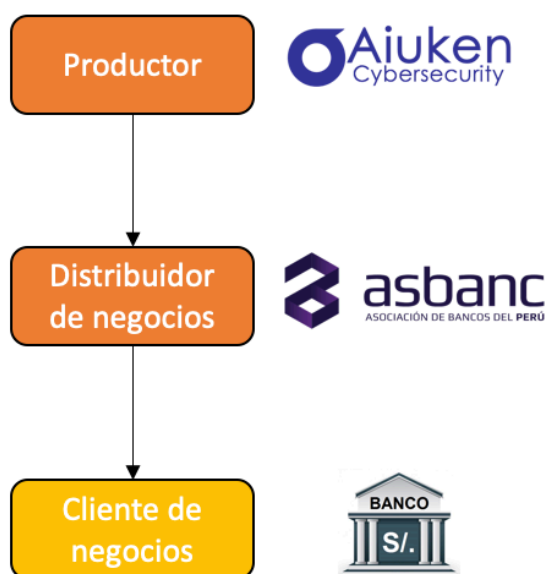 Productor
Aiuken
Cybersecurity
Distribuidor
de negocios
asbanc
ASOCIACIÓN DE BANCOS DEL PERÚ
Cliente de
negocios
BANCO
S/.